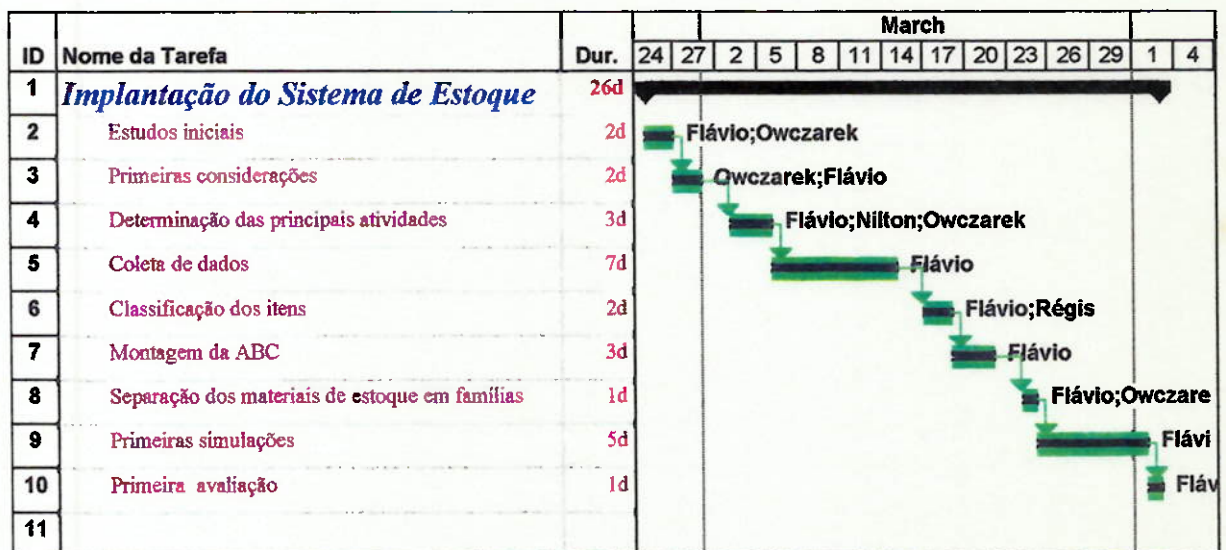 March
ID Nome da Tarefa Dur. 24 27 2 5 8 11 14 17 20 23 26 29 1 4
1 Implantação do Sistema de Estoque 26d
2 Estudos iniciais 2d Flávio;Owczarek
3 Primeiras considerações 2d Owczarek;Flávio
4 Determinação das principais atividades 3d Flávio;Nilton;Owczarek
5 Coleta de dados 7d Flávio
6 Classificação dos itens 2d Flávio;Régis
7 Montagem da ABC 3d Flávio
8 Separação dos materiais de estoque em famílias 1d Flávio;Owczare
9 Primeiras simulações 5d Flávi
10 Primeira avaliação 1d Fláv
11